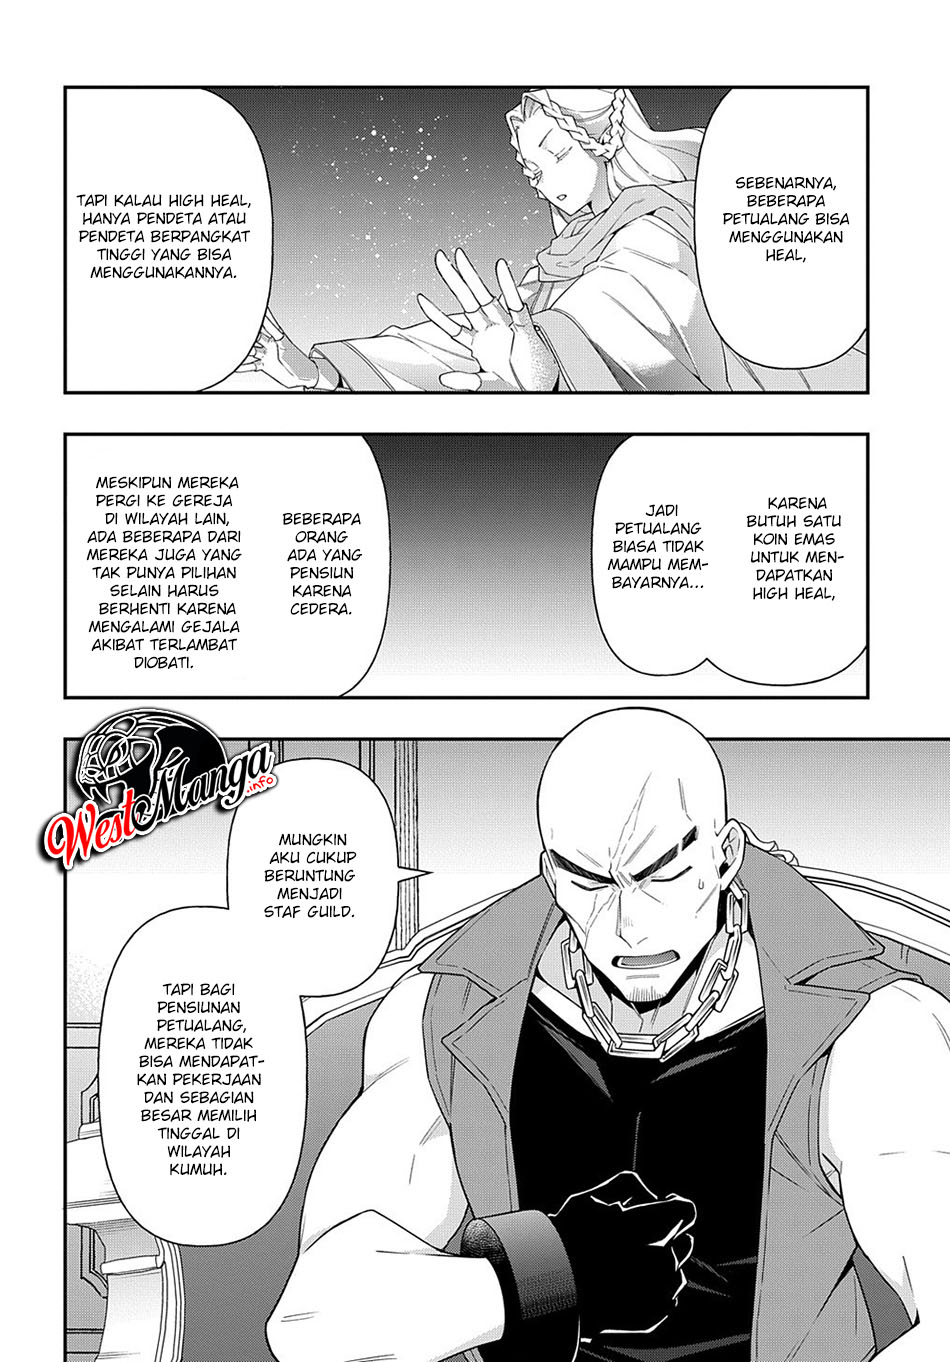 SEBENARNYA,
BEBERAPA
PETUALANG BISA
MENGGUNAKAN
HEAL,
TAPI KALAU HIGH HEAL,
HANYA PENDETA ATAU
PENDETA BERPANGKAT
TINGGI YANG BISA
MENGGUNAKANNYA.
KARENA
BUTUH SATU
KOIN EMAS
UNTUK MEN-
DAPATKAN
HIGH HEAL,
JADI
PETUALANG
BIASA TIDAK
MAMPU MEM-
BAYARNYA...
BEBERAPA
ORANG
ADA YANG
PENSIUN
KARENA
CEDERA.
MESKIPUN MEREKA
PERGI KE GEREJA
DI WILAYAH LAIN,
ADA BEBERAPA DARI
MEREKA JUGA YANG
TAK PUNYA PILIHAN
SELAIN HARUS
BERHENTI KARENA
MENGALAMI GEJALA
AKIBAT TERLAMBAT
DIOBATI.
WestManga
.info
MUNGKIN
AKU CUKUP
BERUNTUNG
MENJADI
STAF GUILD.
TAPI BAGI
PENSIUNAN
PETUALANG,
MEREKA TIDAK
BISA MENDAPAT-
KAN PEKERJAAN
DAN SEBAGIAN
BESAR MEMILIH
TINGGAL DI
WILAYAH
KUMUH.